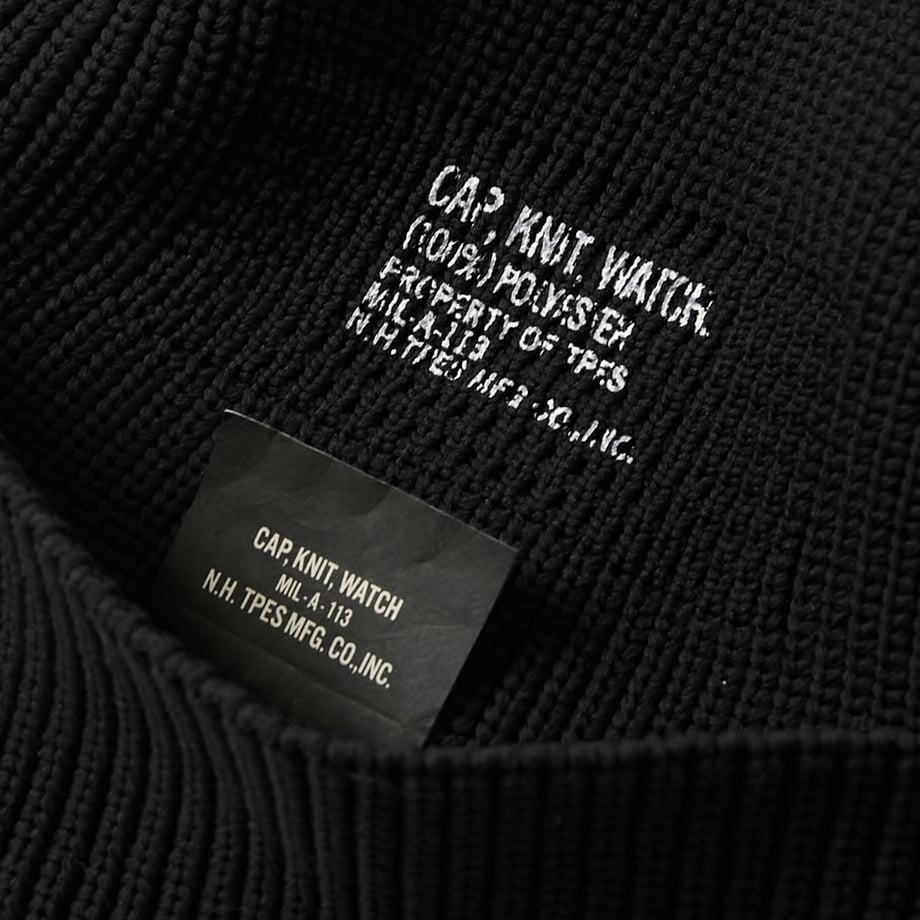 CAP, KNIT, WATCH.
(100%) POLYESTER
PROPERTY OF TPES
MIL A-113
N.H.TPES MFG.CO.,INC.
CAP, KNIT, WATCH
MIL-A-113
N.H. TPES MFG. CO.,INC.